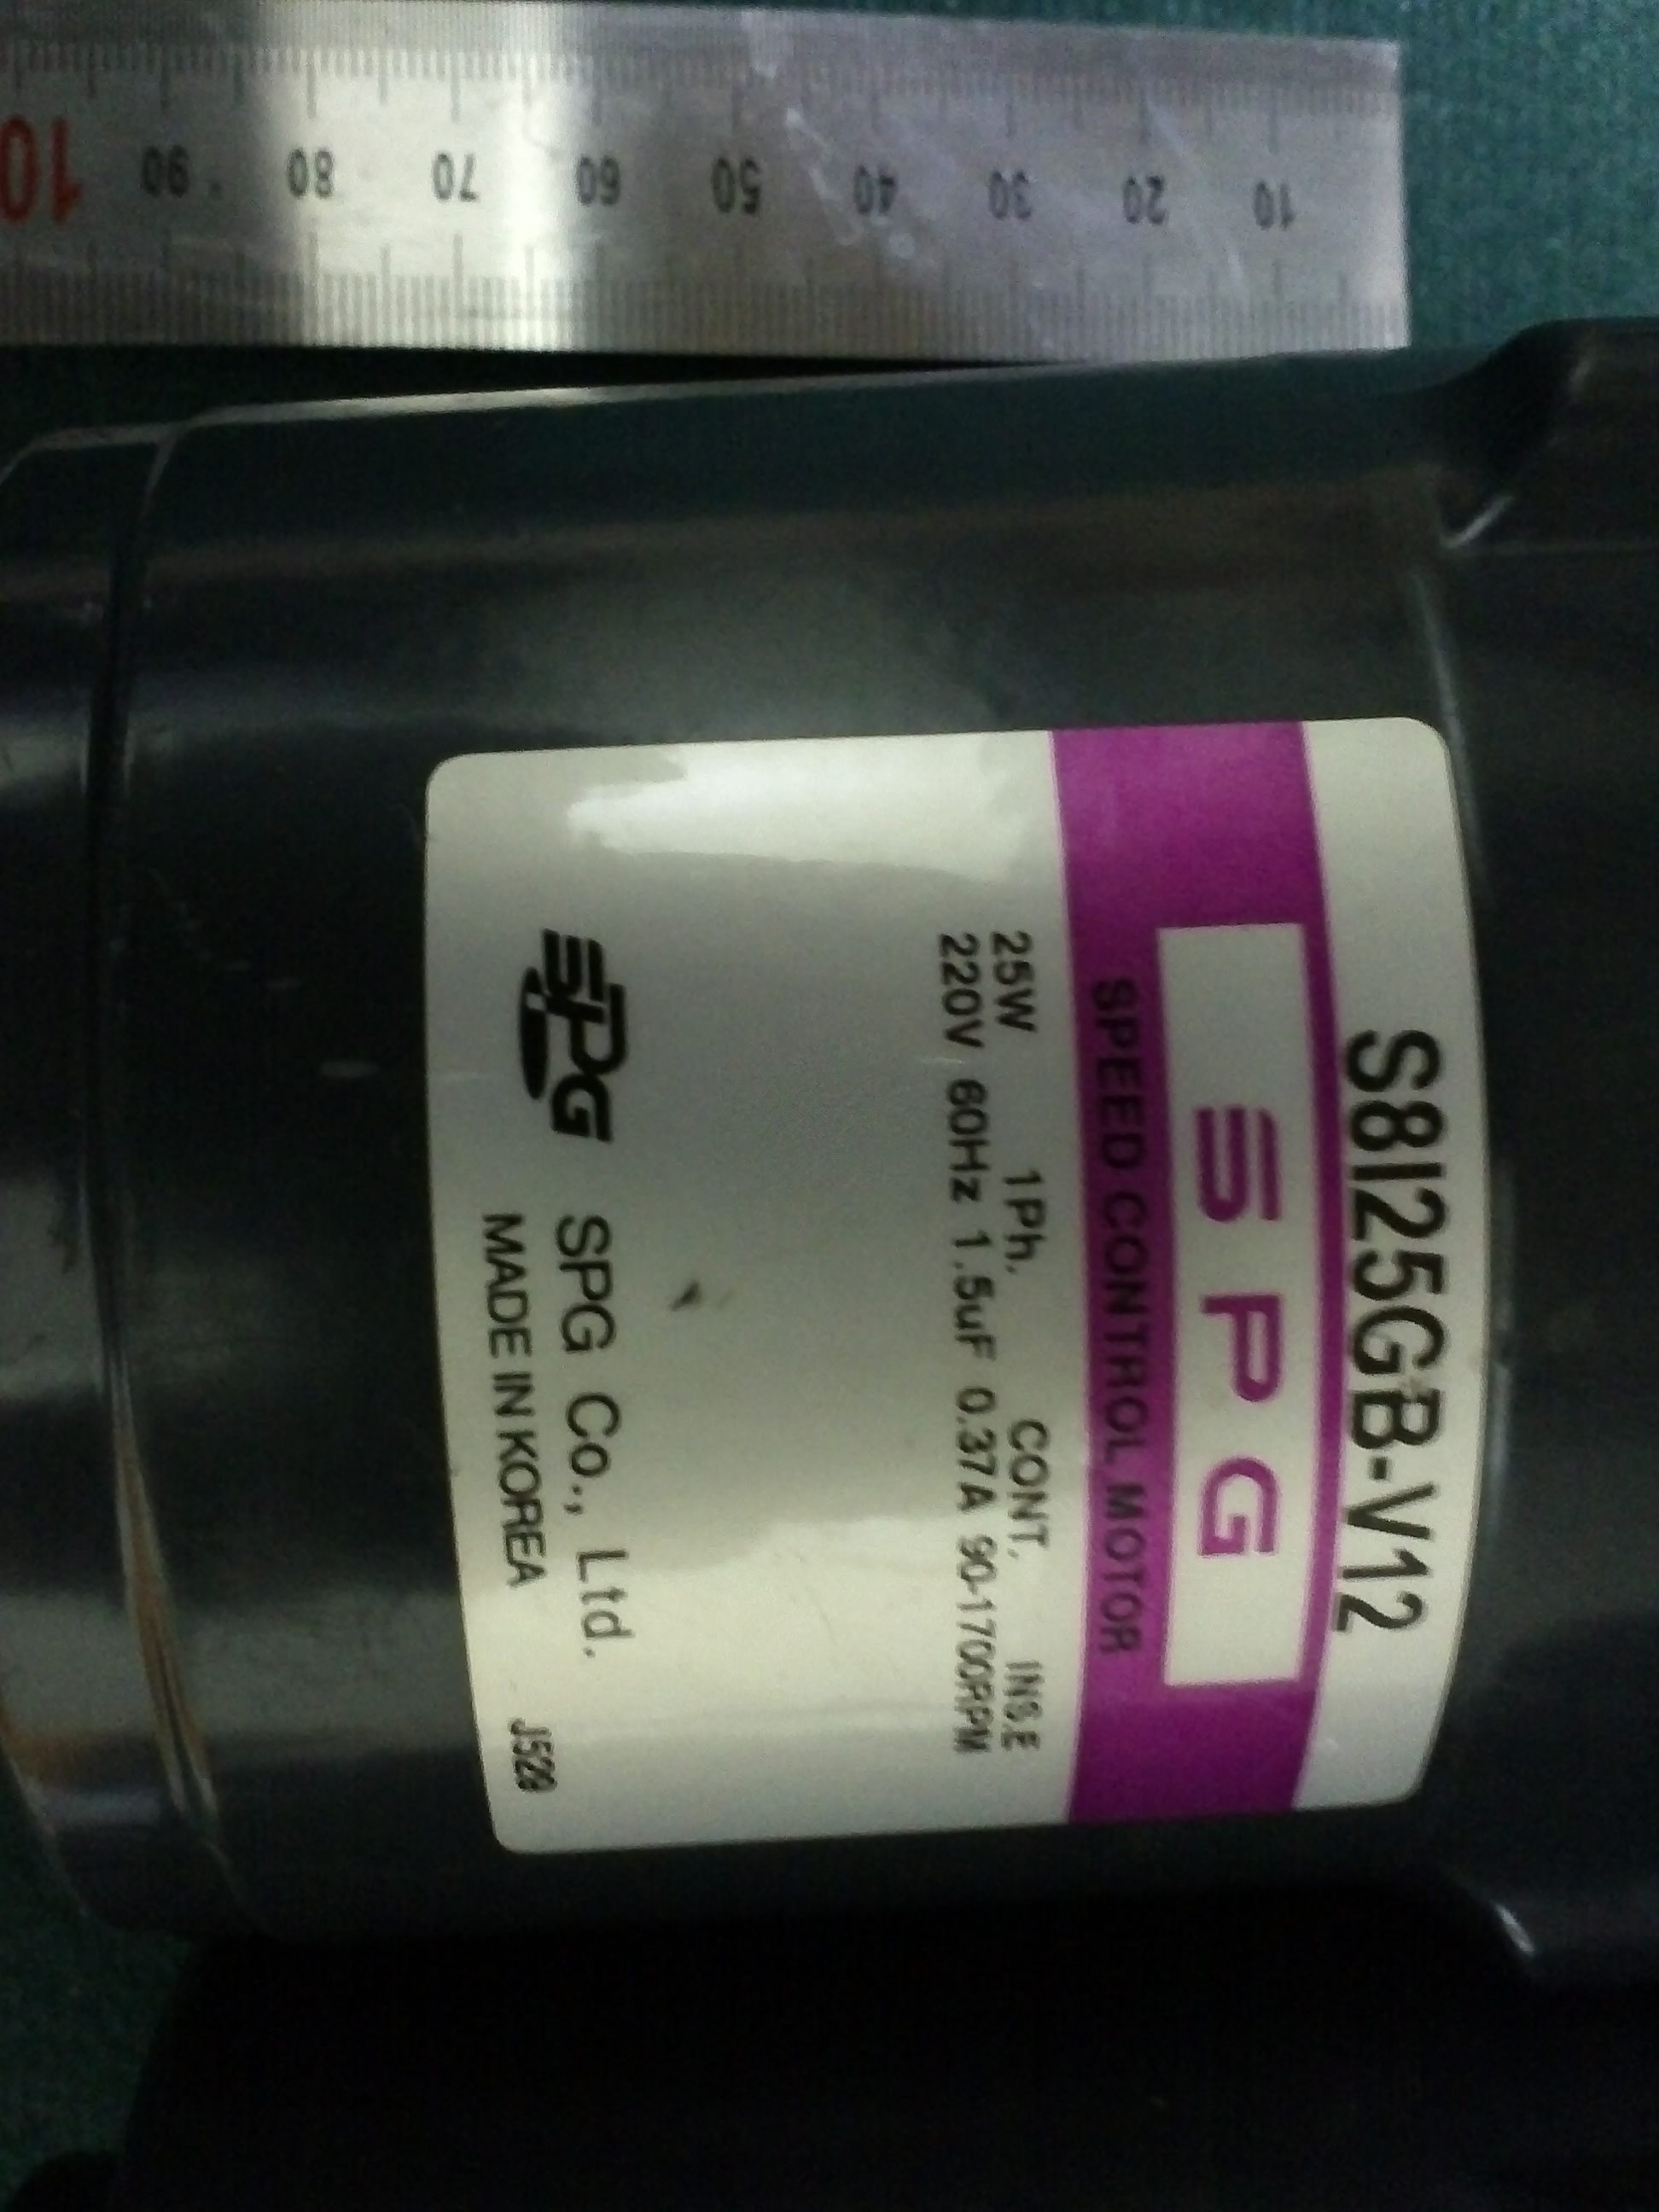 S8I25GB-V12
SPG
SPEED CONTROL MOTOR
25W 1Ph. CONT. INS.E
220V 60Hz 1.5uF 0.37A 90-1700RPM
SPG SPG Co., Ltd.
MADE IN KOREA J529
10 20 30 40 50 60 70 80 90 10